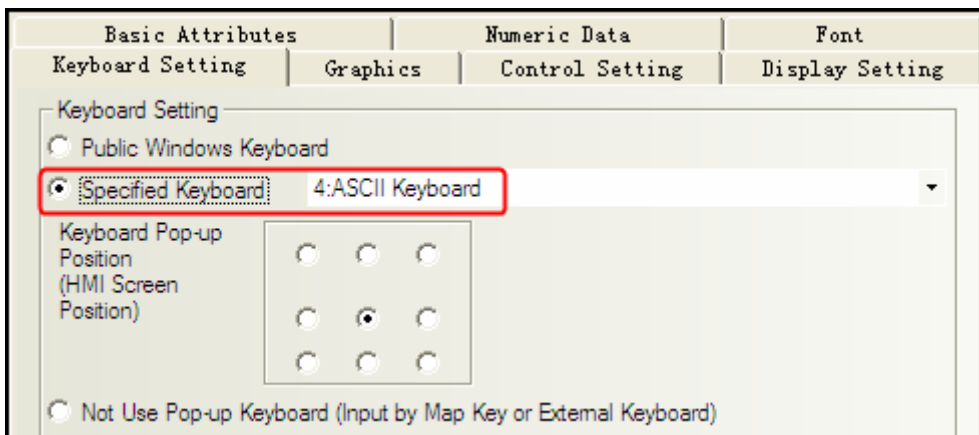 Basic Attributes Numeric Data Font
Keyboard Setting Graphics Control Setting Display Setting
Keyboard Setting
Public Windows Keyboard
Specified Keyboard 4:ASCII Keyboard
Keyboard Pop-up
Position
(HMI Screen
Position)
Not Use Pop-up Keyboard (Input by Map Key or External Keyboard)